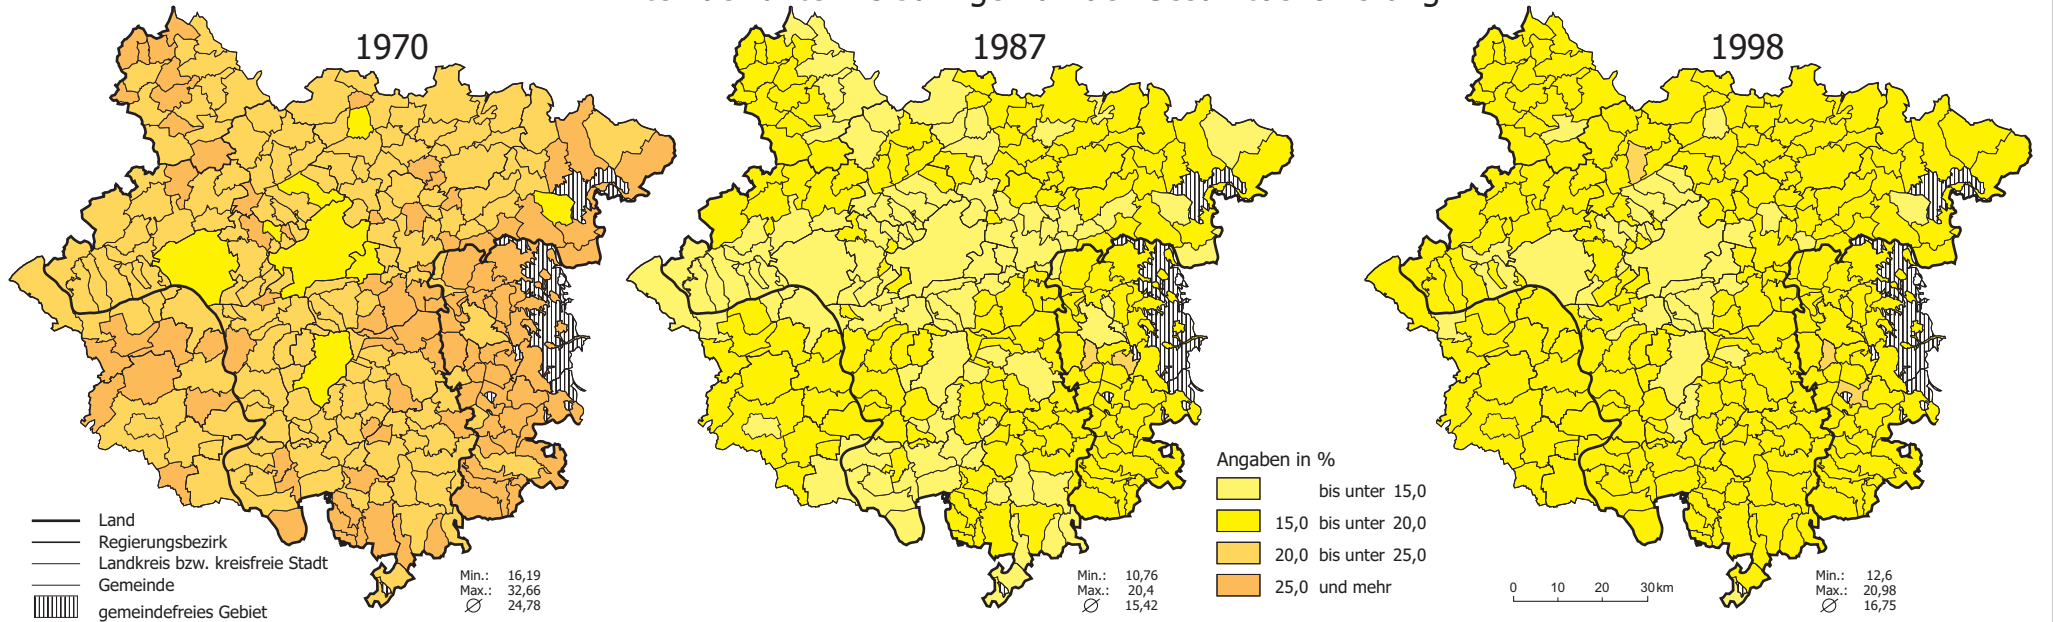 1970
1987
1998
Land
Regierungsbezirk
Landkreis bzw. kreisfreie Stadt
Gemeinde
gemeindefreies Gebiet
Min.: 16,19
Max.: 32,66
Ø 24,78
Min.: 10,76
Max.: 20,4
Ø 15,42
Angaben in %
bis unter 15,0
15,0 bis unter 20,0
20,0 bis unter 25,0
25,0 und mehr
0 10 20 30 km
Min.: 12,6
Max.: 20,98
Ø 16,75